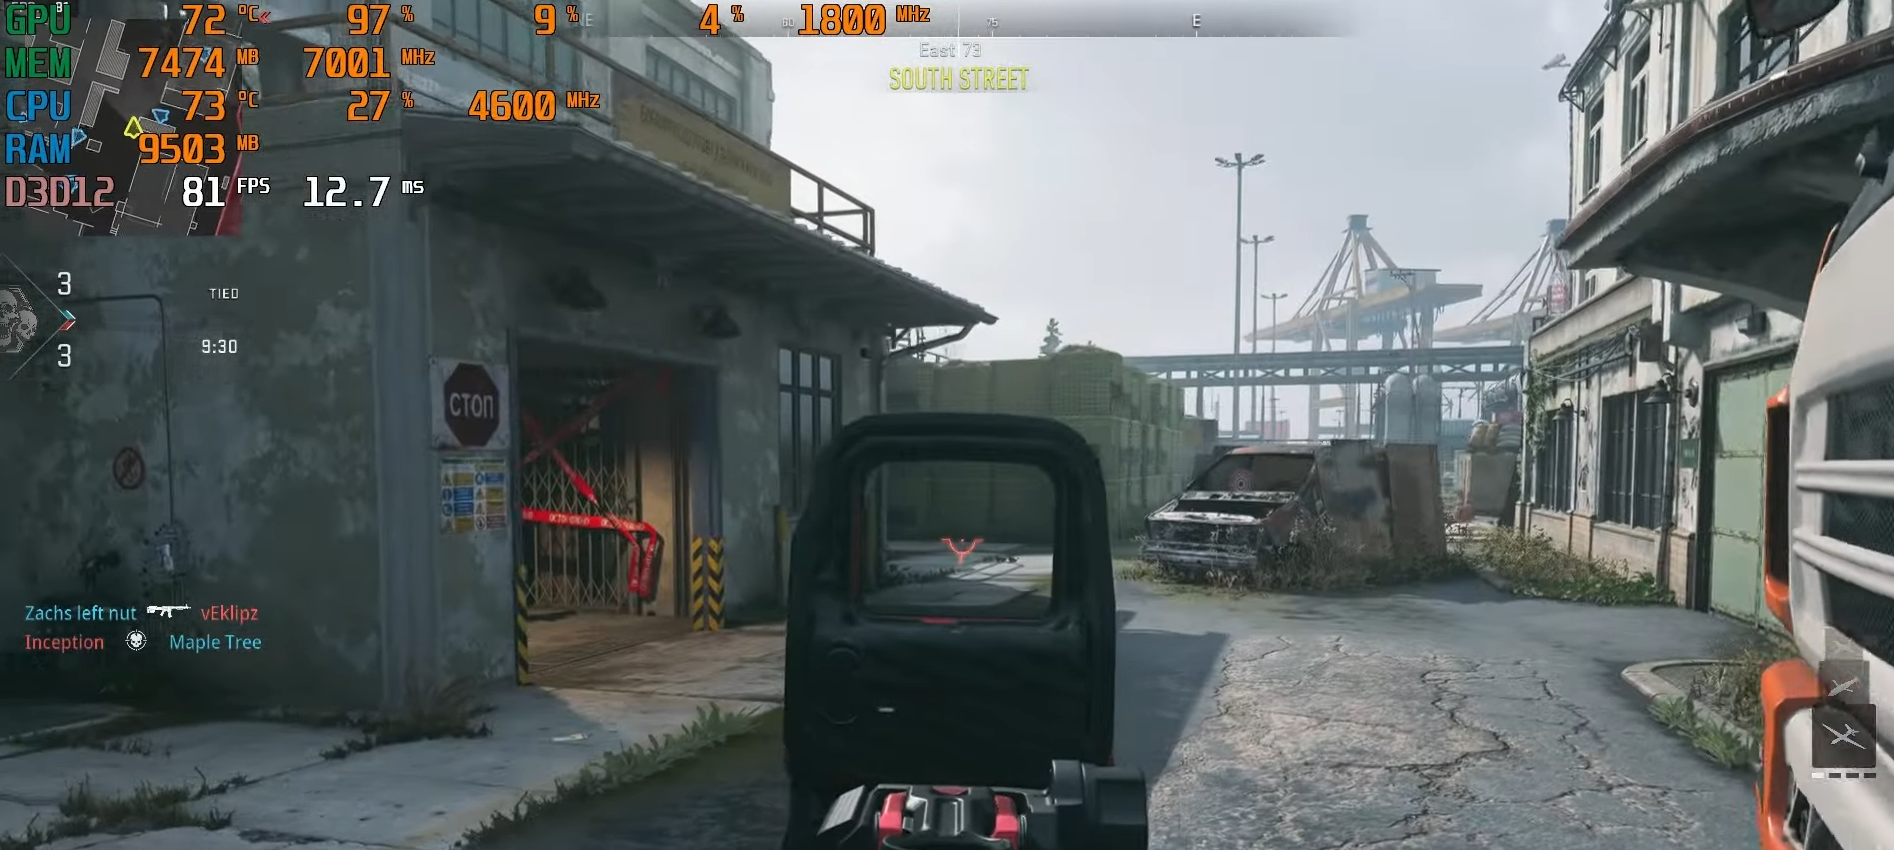 GPU 72 °C 97 % 9 % 4 % 1800 MHz
MEM 7474 MB 7001 MHz
CPU 73 °C 27 % 4600 MHz
RAM 9503 MB
D3D12 81 FPS 12.7 ms
60 75 E
East 73
SOUTH STREET
3 TIED
9:30
3
СТОП
Zachs left nut vEklipz
Inception Maple Tree